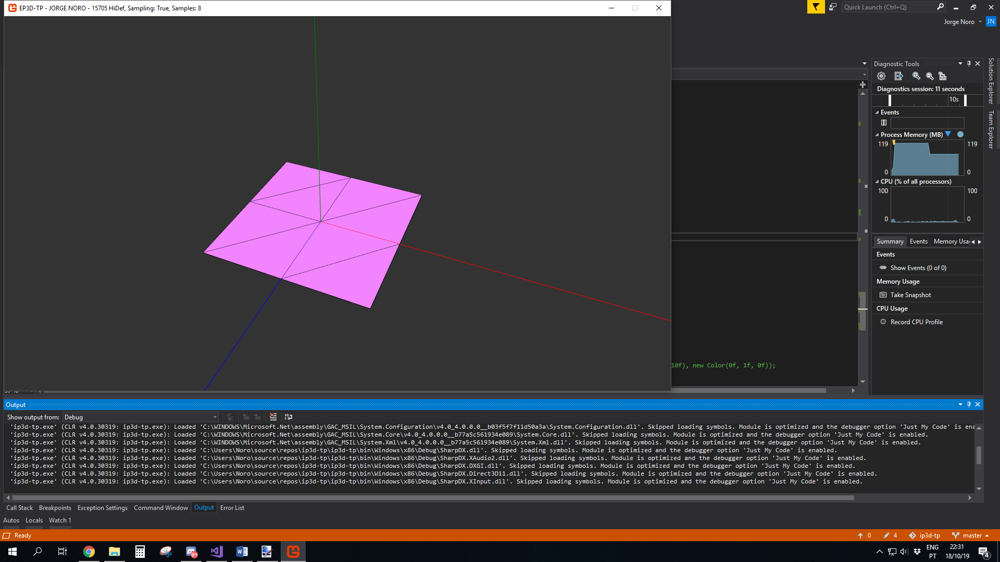 EP3D-TP - JORGE NORO - 15705 HiDef, Sampling: True, Samples: 8
Quick Launch (Ctrl+Q)
Jorge Noro
JN
Diagnostic Tools
Solution Explorer
Team Explorer
Diagnostics session: 11 seconds
10s
Events
Process Memory (MB)
119
119
0
0
CPU (% of all processors)
100
100
0
0
Summary Events Memory Usag
Events
Show Events (0 of 0)
Memory Usage
Take Snapshot
CPU Usage
Record CPU Profile
10f), new Color(0f, 1f, 0f));
Output
Show output from: Debug
'ip3d-tp.exe' (CLR v4.0.30319: ip3d-tp.exe): Loaded 'C:\WINDOWS\Microsoft.Net\assembly\GAC_MSIL\System.Configuration\v4.0_4.0.0.0__b03f5f7f11d50a3a\System.Configuration.dll'. Skipped loading symbols. Module is optimized and the debugger option 'Just My Code' is ena
'ip3d-tp.exe' (CLR v4.0.30319: ip3d-tp.exe): Loaded 'C:\WINDOWS\Microsoft.Net\assembly\GAC_MSIL\System.Core\v4.0_4.0.0.0__b77a5c561934e089\System.Core.dll'. Skipped loading symbols. Module is optimized and the debugger option 'Just My Code' is enabled.
'ip3d-tp.exe' (CLR v4.0.30319: ip3d-tp.exe): Loaded 'C:\WINDOWS\Microsoft.Net\assembly\GAC_MSIL\System.Xml\v4.0_4.0.0.0__b77a5c561934e089\System.Xml.dll'. Skipped loading symbols. Module is optimized and the debugger option 'Just My Code' is enabled.
'ip3d-tp.exe' (CLR v4.0.30319: ip3d-tp.exe): Loaded 'C:\Users\Noro\source\repos\ip3d-tp\ip3d-tp\bin\Windows\x86\Debug\SharpDX.dll'. Skipped loading symbols. Module is optimized and the debugger option 'Just My Code' is enabled.
'ip3d-tp.exe' (CLR v4.0.30319: ip3d-tp.exe): Loaded 'C:\Users\Noro\source\repos\ip3d-tp\ip3d-tp\bin\Windows\x86\Debug\SharpDX.XAudio2.dll'. Skipped loading symbols. Module is optimized and the debugger option 'Just My Code' is enabled.
'ip3d-tp.exe' (CLR v4.0.30319: ip3d-tp.exe): Loaded 'C:\Users\Noro\source\repos\ip3d-tp\ip3d-tp\bin\Windows\x86\Debug\SharpDX.DXGI.dll'. Skipped loading symbols. Module is optimized and the debugger option 'Just My Code' is enabled.
'ip3d-tp.exe' (CLR v4.0.30319: ip3d-tp.exe): Loaded 'C:\Users\Noro\source\repos\ip3d-tp\ip3d-tp\bin\Windows\x86\Debug\SharpDX.Direct3D11.dll'. Skipped loading symbols. Module is optimized and the debugger option 'Just My Code' is enabled.
'ip3d-tp.exe' (CLR v4.0.30319: ip3d-tp.exe): Loaded 'C:\Users\Noro\source\repos\ip3d-tp\ip3d-tp\bin\Windows\x86\Debug\SharpDX.XInput.dll'. Skipped loading symbols. Module is optimized and the debugger option 'Just My Code' is enabled.
Call Stack Breakpoints Exception Settings Command Window Output Error List
Autos Locals Watch 1
Ready
0 4 ip3d-tp master
9+
ENG
PT
22:31
18/10/19
4